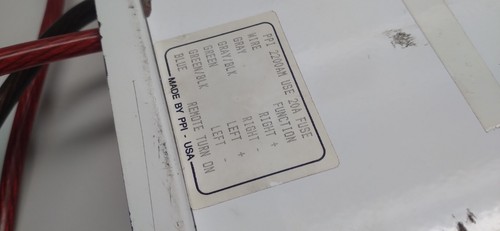 PPI 2200AM USE 20A FUSE
WIRE FUNCTION
GRAY RIGHT +
GRAY/BLK RIGHT -
GREEN LEFT +
GREEN/BLK LEFT -
BLUE REMOTE TURN ON
MADE BY PPI - USA